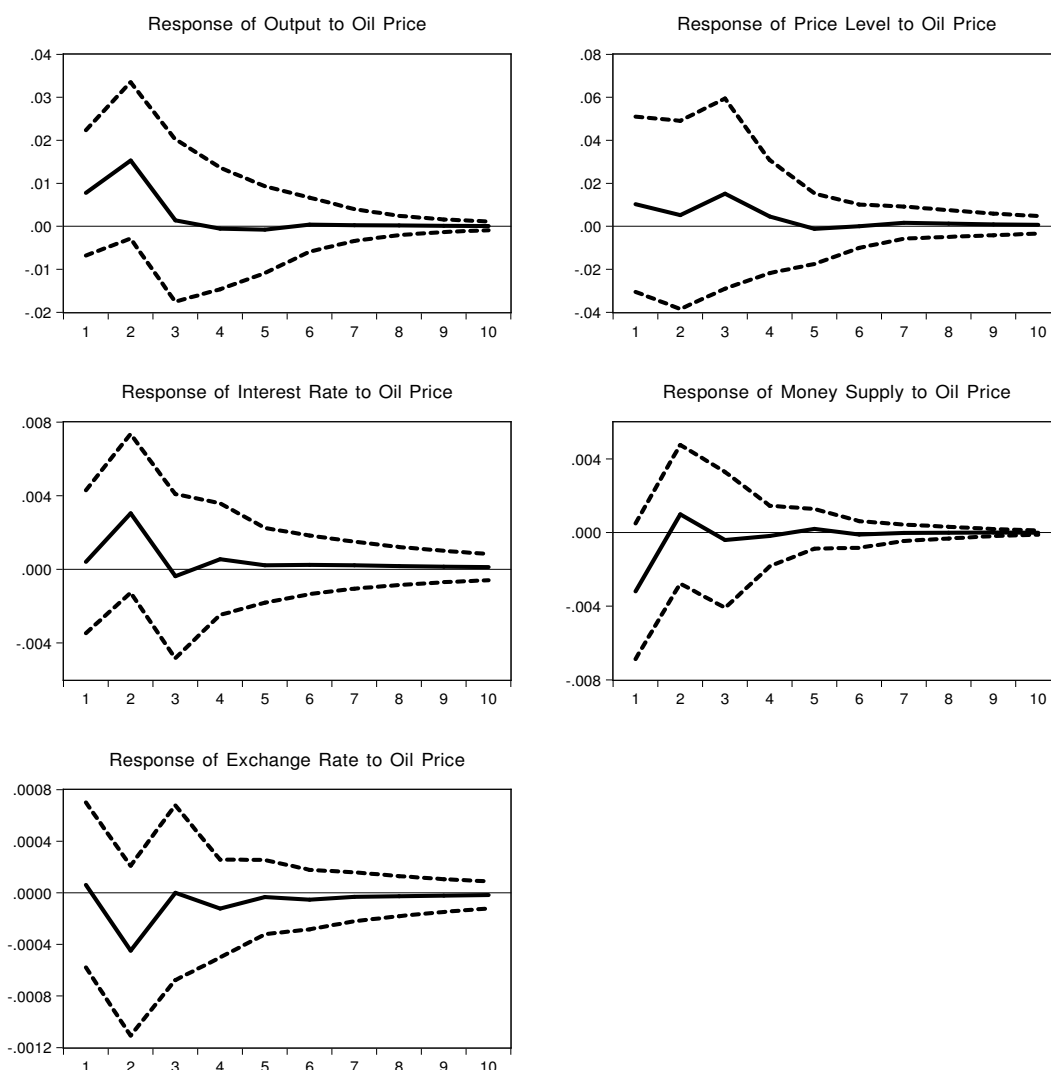 Response of Output to Oil Price
.04
.03
.02
.01
.00
-.01
-.02
1 2 3 4 5 6 7 8 9 10
Response of Price Level to Oil Price
.08
.06
.04
.02
.00
-.02
-.04
1 2 3 4 5 6 7 8 9 10
Response of Interest Rate to Oil Price
.008
.004
.000
-.004
1 2 3 4 5 6 7 8 9 10
Response of Money Supply to Oil Price
.004
.000
-.004
-.008
1 2 3 4 5 6 7 8 9 10
Response of Exchange Rate to Oil Price
.0008
.0004
.0000
-.0004
-.0008
-.0012
1 2 3 4 5 6 7 8 9 10